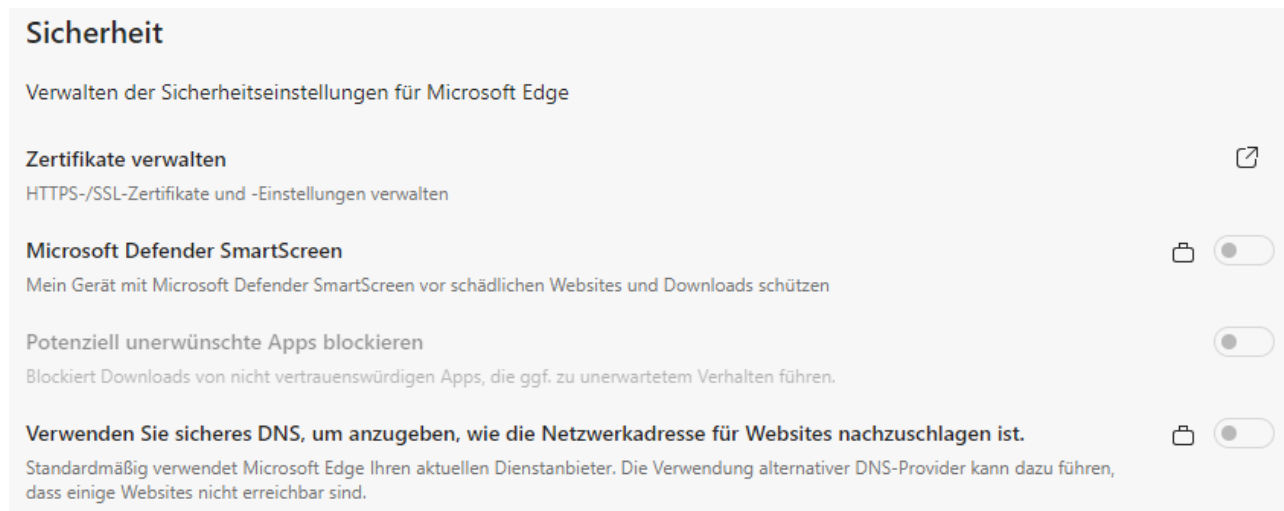 Sicherheit
Verwalten der Sicherheitseinstellungen für Microsoft Edge
Zertifikate verwalten
HTTPS-/SSL-Zertifikate und -Einstellungen verwalten
Microsoft Defender SmartScreen
Mein Gerät mit Microsoft Defender SmartScreen vor schädlichen Websites und Downloads schützen
Potenziell unerwünschte Apps blockieren
Blockiert Downloads von nicht vertrauenswürdigen Apps, die ggf. zu unerwartetem Verhalten führen.
Verwenden Sie sicheres DNS, um anzugeben, wie die Netzwerkadresse für Websites nachzuschlagen ist.
Standardmäßig verwendet Microsoft Edge Ihren aktuellen Dienstanbieter. Die Verwendung alternativer DNS-Provider kann dazu führen,
dass einige Websites nicht erreichbar sind.